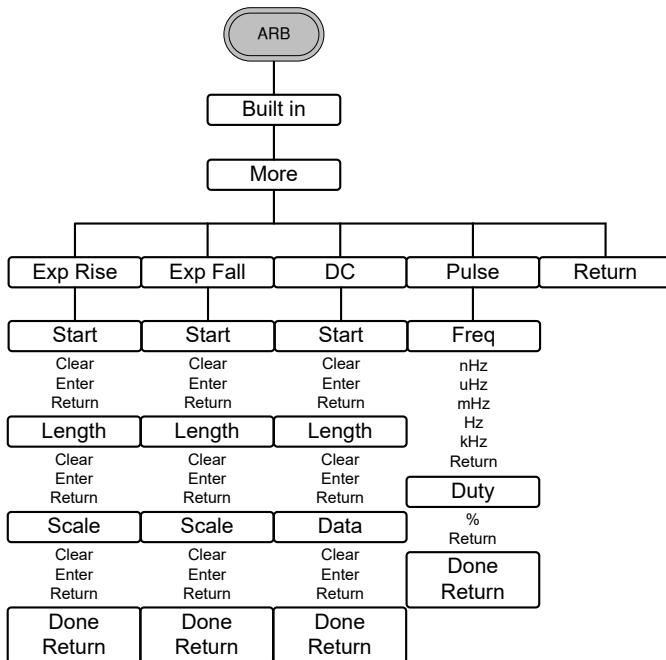 ARB
Built in
More
Exp Rise
Exp Fall
DC
Pulse
Return
Start
Clear
Enter
Return
Length
Clear
Enter
Return
Scale
Clear
Enter
Return
Done
Return
Start
Clear
Enter
Return
Length
Clear
Enter
Return
Scale
Clear
Enter
Return
Done
Return
Start
Clear
Enter
Return
Length
Clear
Enter
Return
Data
Clear
Enter
Return
Done
Return
Freq
nHz
uHz
mHz
Hz
kHz
Return
Duty
%
Return
Done
Return